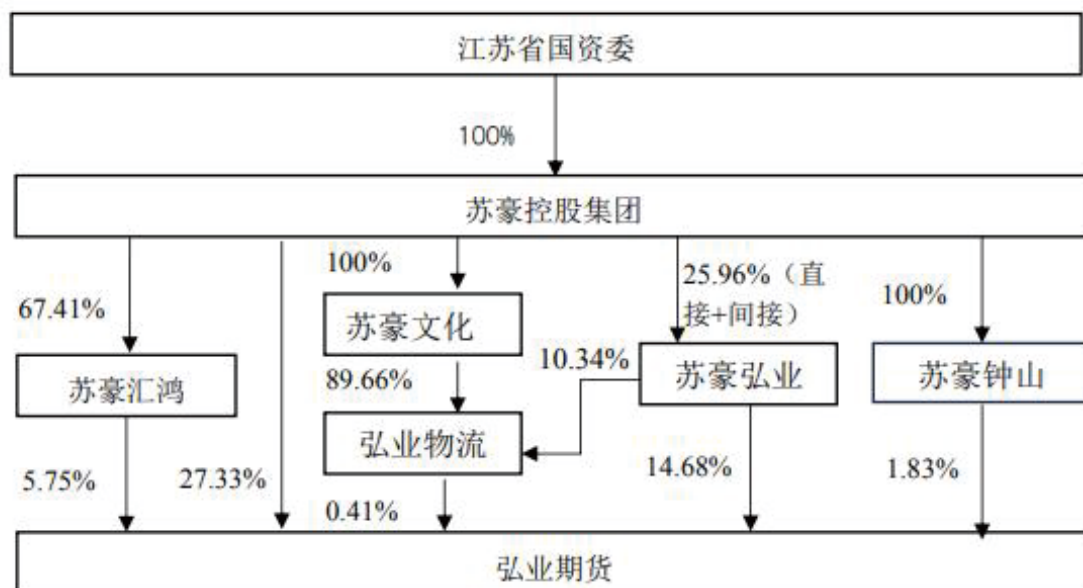 江苏省国资委
100%
苏豪控股集团
67.41%
100%
25.96%（直
接+间接）
100%
苏豪文化
苏豪汇鸿
89.66%
10.34%
苏豪弘业
苏豪钟山
弘业物流
5.75%
27.33%
0.41%
14.68%
1.83%
弘业期货